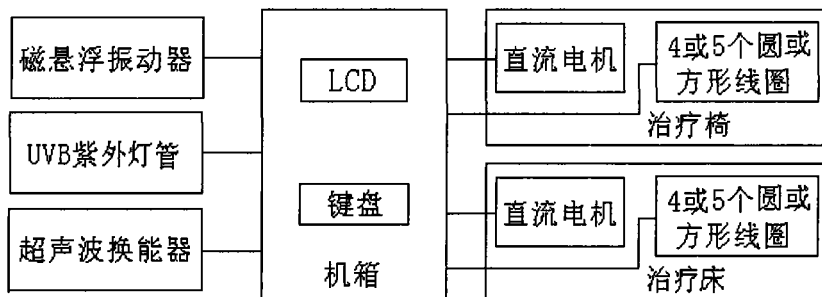 磁悬浮振动器
UVB紫外灯管
超声波换能器
LCD
键盘
机箱
直流电机
4或5个圆或
方形线圈
治疗椅
直流电机
4或5个圆或
方形线圈
治疗床